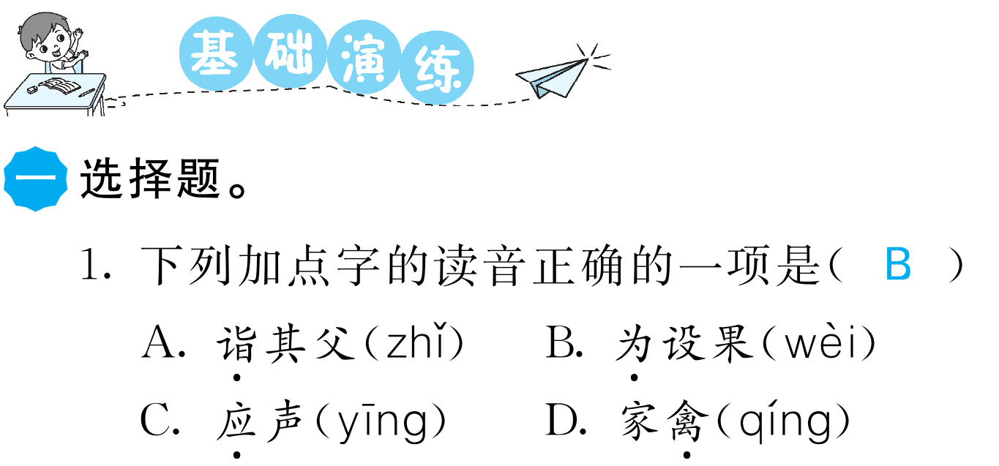 基础演练
一 选择题。
1. 下列加点字的读音正确的一项是( B )
A. 诣其父(zhǐ) B. 为设果(wèi)
C. 应声(yīng) D. 家禽(qíng)